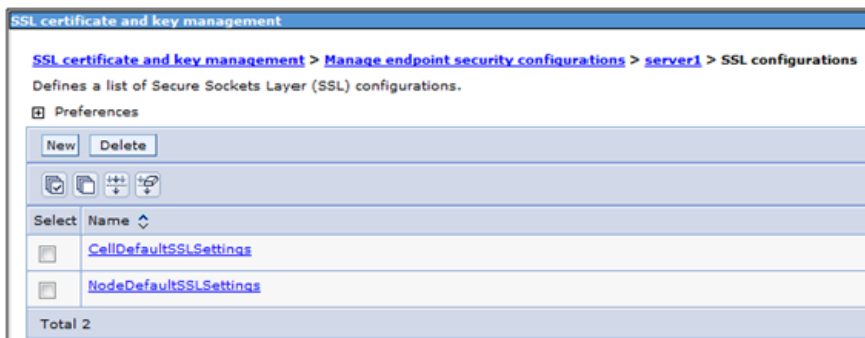 SSL certificate and key management
SSL certificate and key management > Manage endpoint security configurations > server1 > SSL configurations
Defines a list of Secure Sockets Layer (SSL) configurations.
Preferences
New Delete
Select Name
CellDefaultSSLSettings
NodeDefaultSSLSettings
Total 2